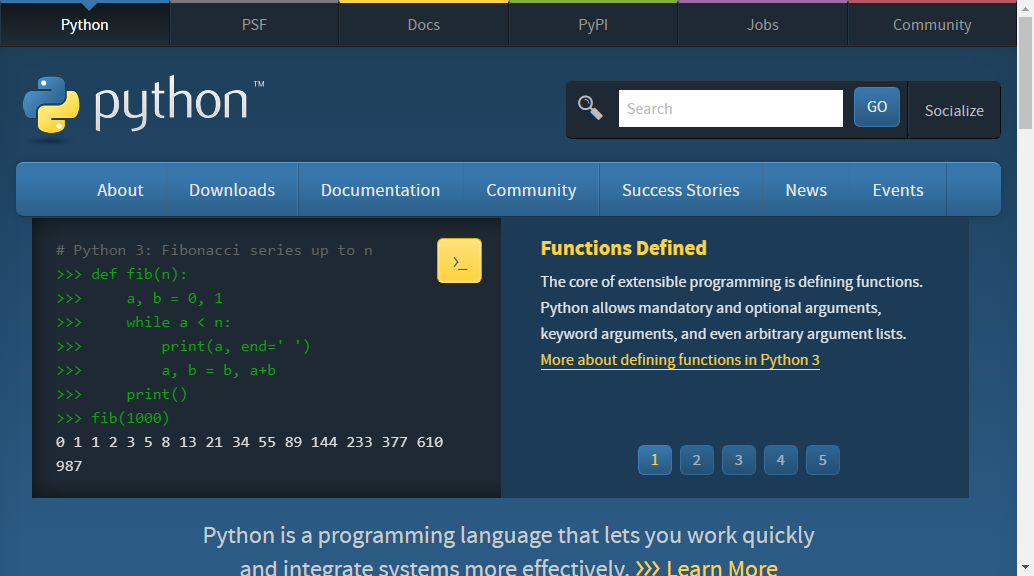 Python PSF Docs PyPI Jobs Community
python™
Search GO Socialize
About Downloads Documentation Community Success Stories News Events
# Python 3: Fibonacci series up to n
>>> def fib(n):
>>>     a, b = 0, 1
>>>     while a < n:
>>>         print(a, end=' ')
>>>         a, b = b, a+b
>>>     print()
>>> fib(1000)
0 1 1 2 3 5 8 13 21 34 55 89 144 233 377 610
987
>_
Functions Defined
The core of extensible programming is defining functions.
Python allows mandatory and optional arguments,
keyword arguments, and even arbitrary argument lists.
More about defining functions in Python 3
1 2 3 4 5
Python is a programming language that lets you work quickly
and integrate systems more effectively. >>> Learn More